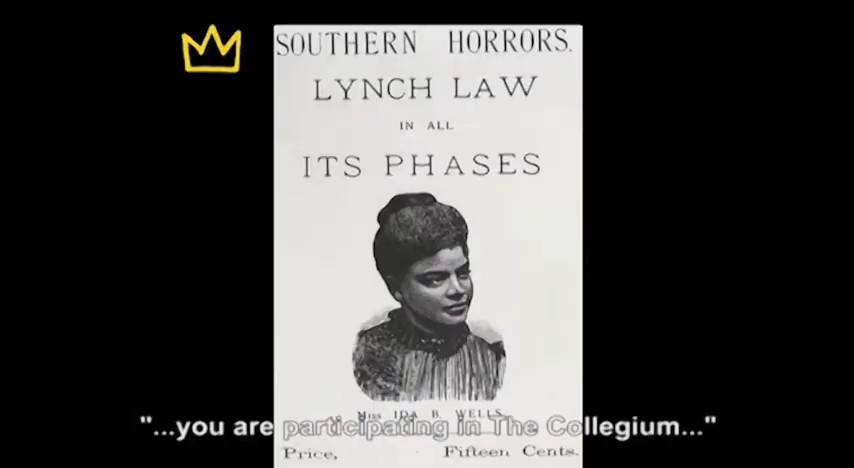 SOUTHERN HORRORS.
LYNCH LAW
IN ALL
ITS PHASES
MISS IDA B. WELLS,
"...you are participating in The Collegium..."
Price, Fifteen Cents.